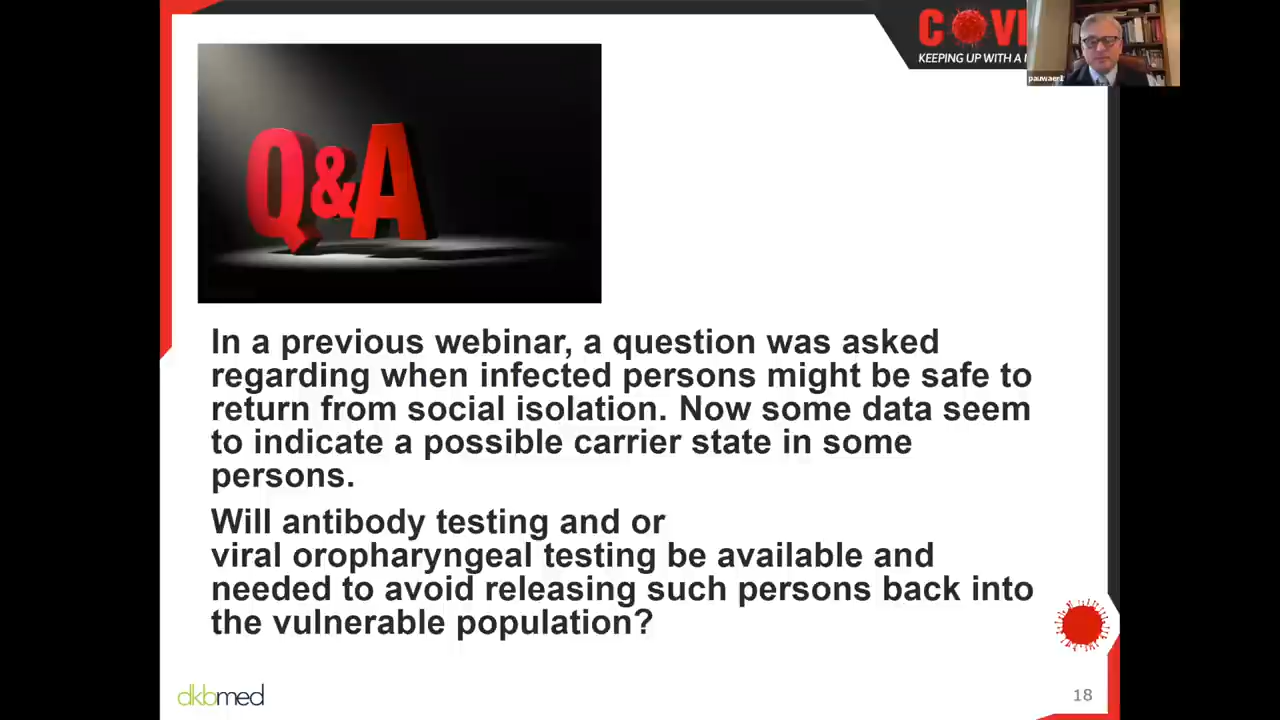 COVI
KEEPING UP WITH A
pauwaert
Q&A
In a previous webinar, a question was asked
regarding when infected persons might be safe to
return from social isolation. Now some data seem
to indicate a possible carrier state in some
persons.
Will antibody testing and or
viral oropharyngeal testing be available and
needed to avoid releasing such persons back into
the vulnerable population?
dkbmed
18